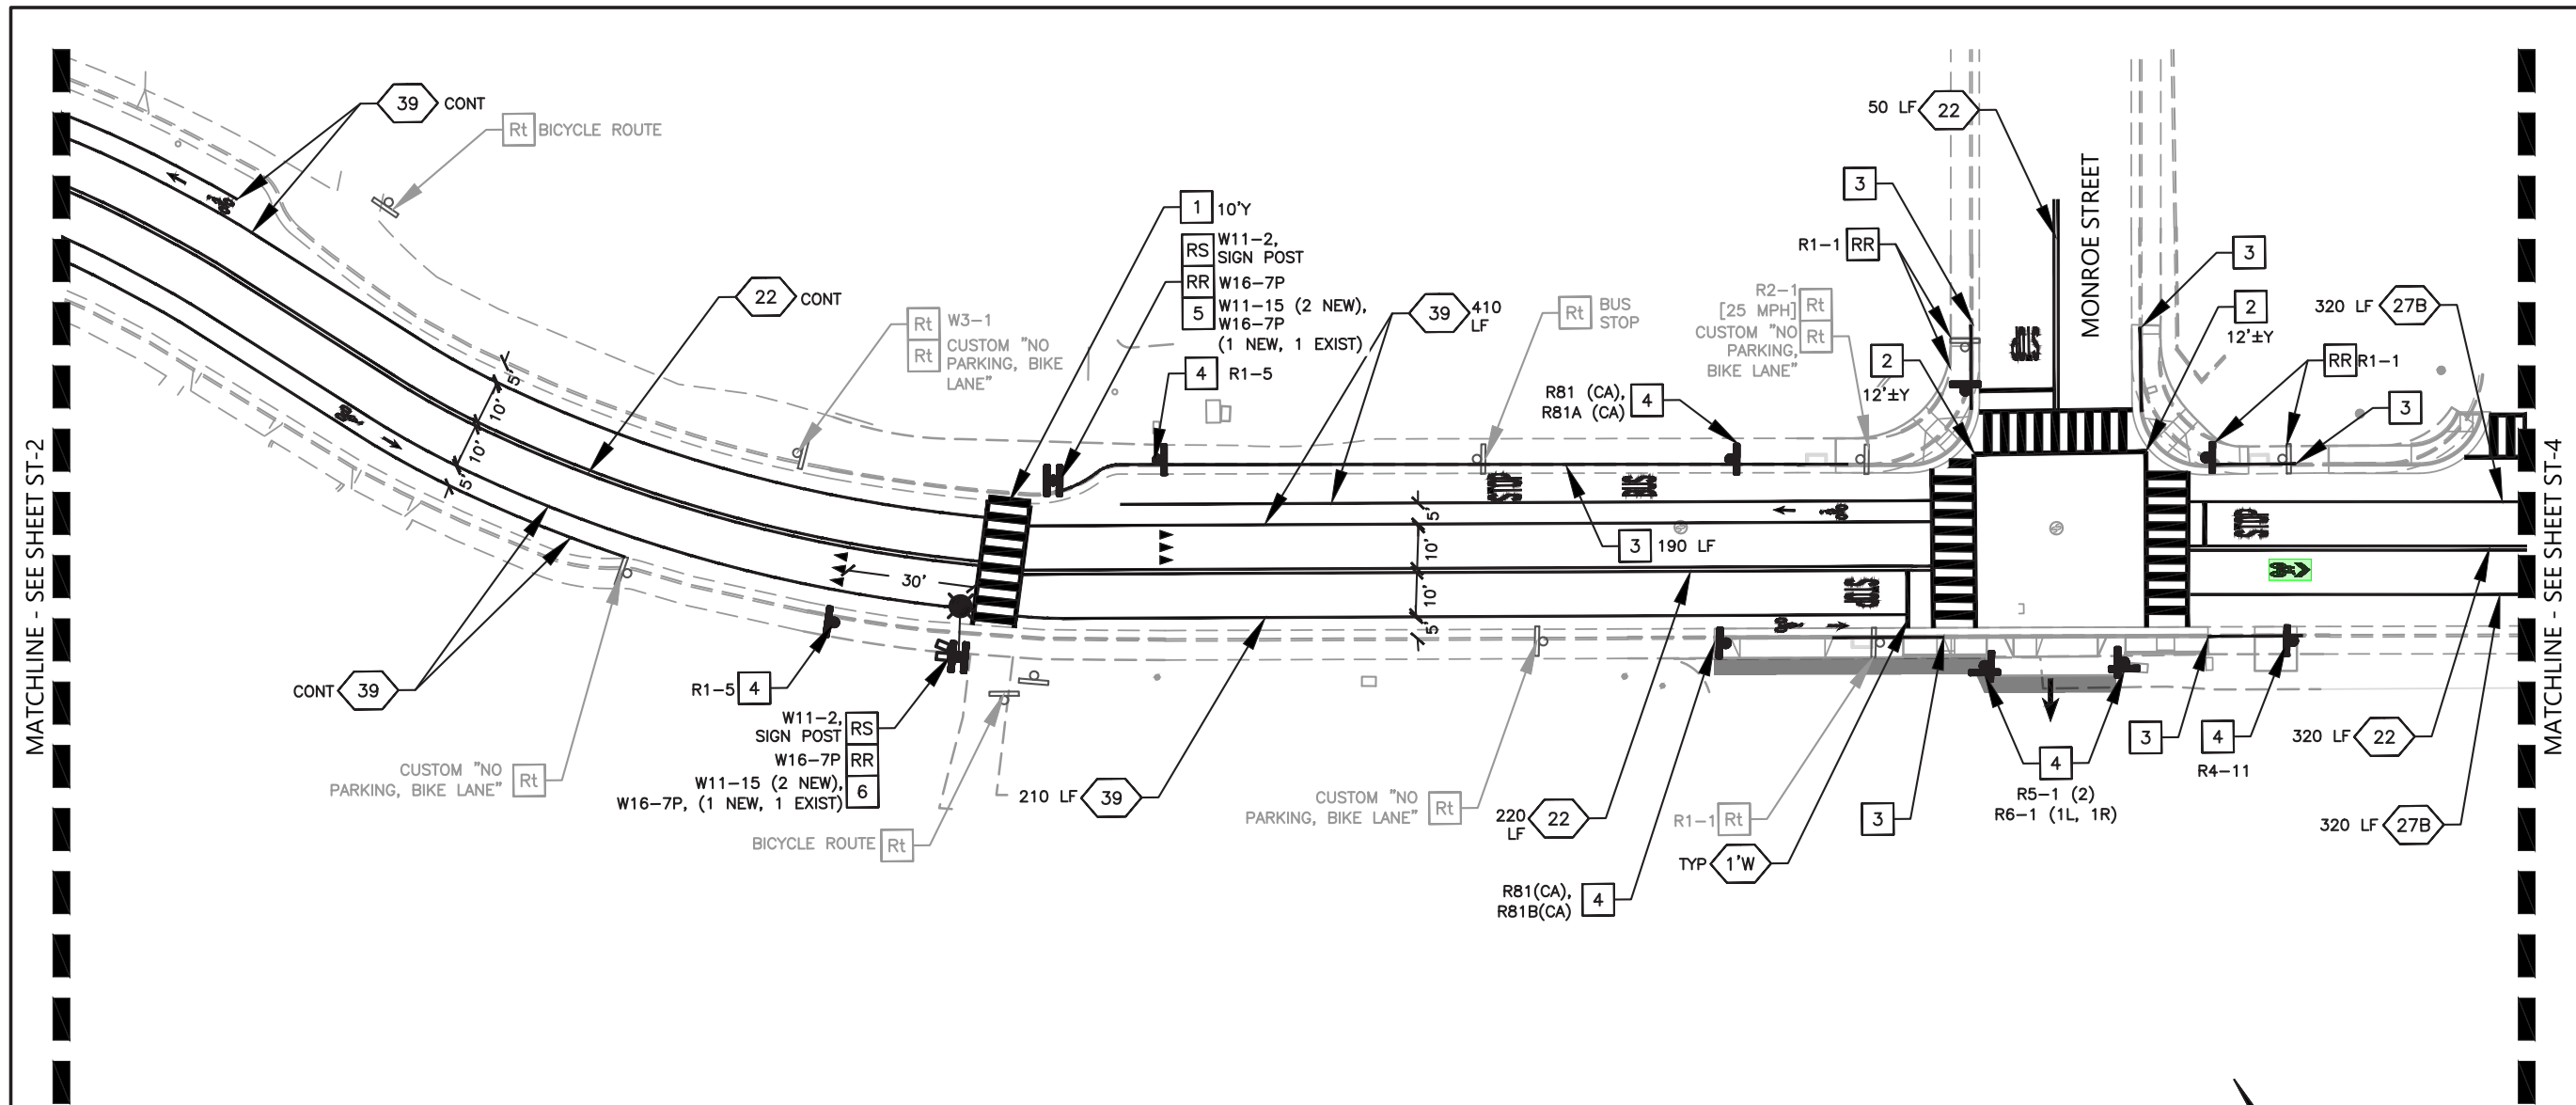 MATCHLINE - SEE SHEET ST-2
39 CONT
Rt BICYCLE ROUTE
22 CONT
5'
10'
10'
5'
Rt W3-1
Rt CUSTOM "NO
PARKING, BIKE
LANE"
1 10'Y
RS W11-2,
SIGN POST
RR W16-7P
5 W11-15 (2 NEW),
W16-7P
(1 NEW, 1 EXIST)
4 R1-5
39 410
LF
Rt BUS
STOP
R2-1
[25 MPH] Rt
CUSTOM "NO
PARKING,
BIKE LANE"
Rt
R81 (CA),
R81A (CA)
4
50 LF 22
3
R1-1 RR
2
12'±Y
MONROE STREET
STOP
3
2
12'±Y
320 LF 27B
RR R1-1
3
STOP
BUS
5'
10'
10'
5'
3 190 LF
STOP
STOP
30'
CONT 39
R1-5 4
W11-2,
SIGN POST RS
W16-7P RR
W11-15 (2 NEW),
W16-7P, (1 NEW, 1 EXIST)
6
CUSTOM "NO
PARKING, BIKE LANE" Rt
BICYCLE ROUTE Rt
210 LF 39
CUSTOM "NO
PARKING, BIKE LANE" Rt
220
LF
22
R1-1 Rt
TYP 1'W
R81(CA),
R81B(CA)
4
3
4
R5-1 (2)
R6-1 (1L, 1R)
3
4
R4-11
320 LF 22
320 LF 27B
MATCHLINE - SEE SHEET ST-4